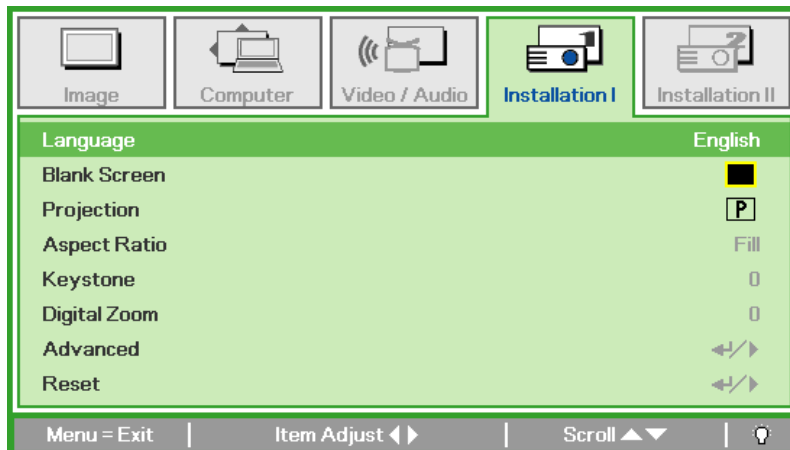 Image Computer Video / Audio Installation I Installation II
Language English
Blank Screen
Projection P
Aspect Ratio Fill
Keystone 0
Digital Zoom 0
Advanced
Reset
Menu = Exit Item Adjust Scroll